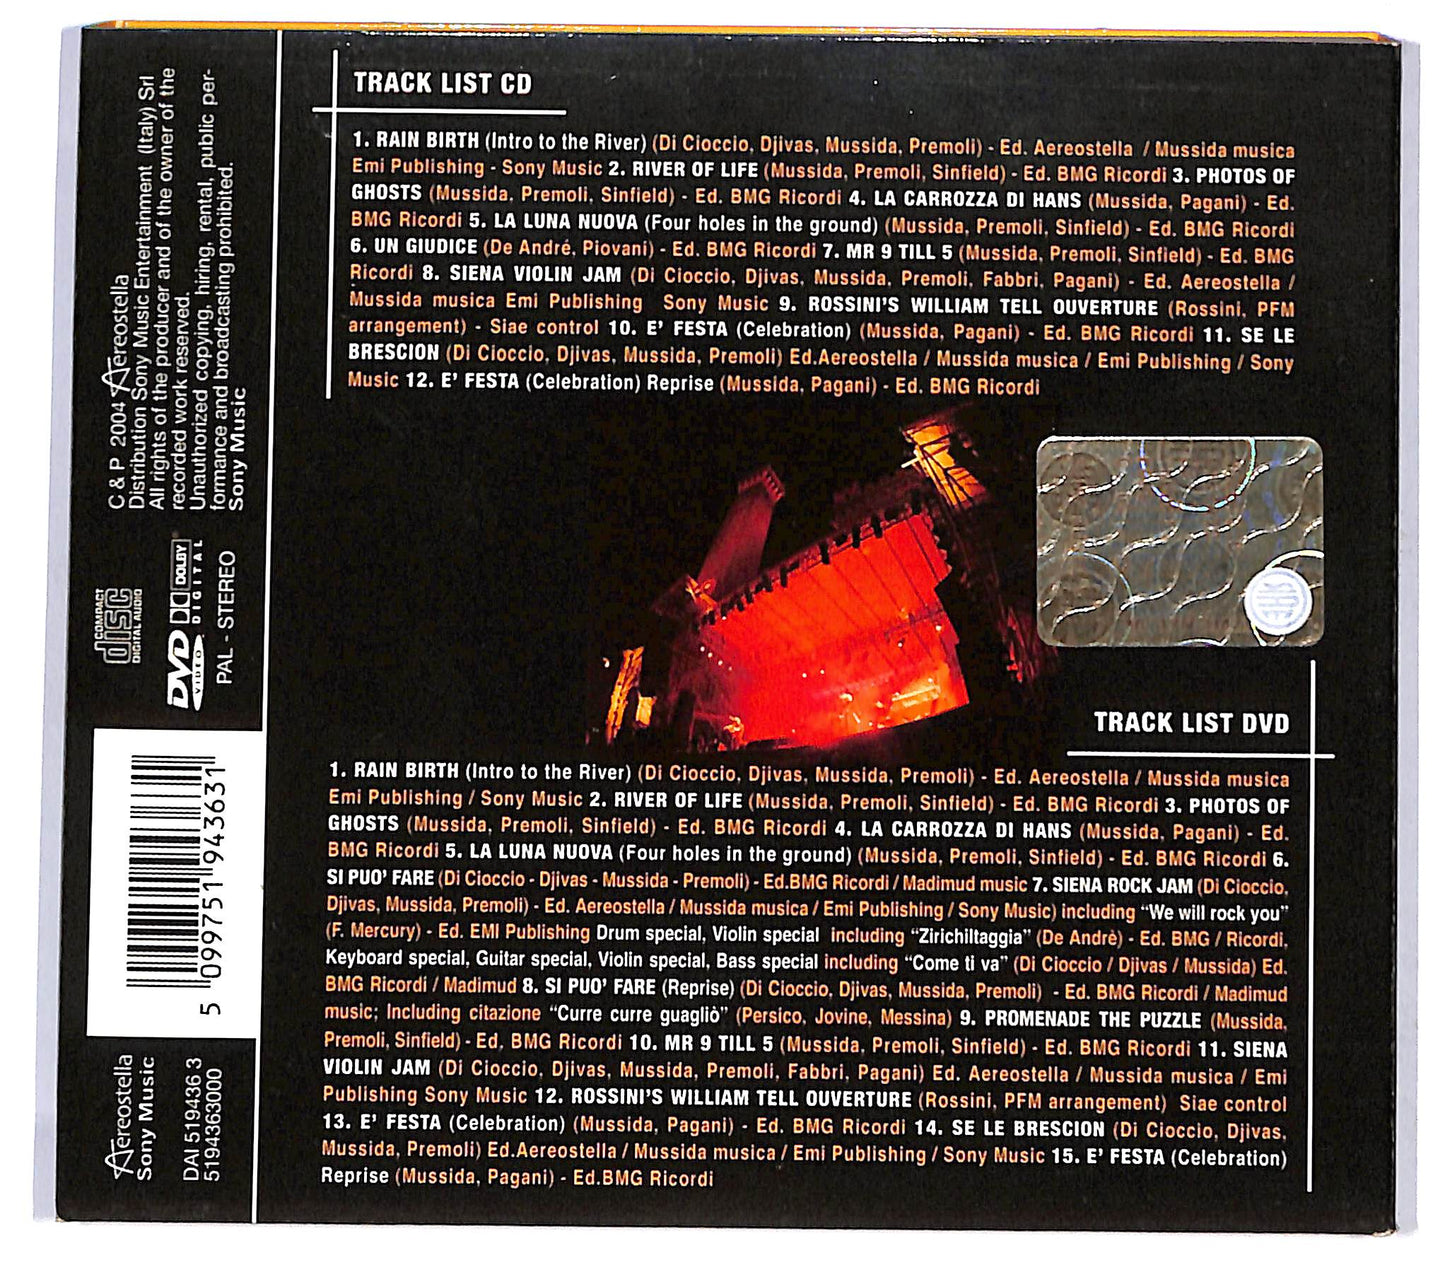 TRACK LIST CD
1. RAIN BIRTH (Intro to the River) (Di Cioccio, Djivas, Mussida, Premoli) - Ed. Aereostella / Mussida musica
Emi Publishing - Sony Music 2. RIVER OF LIFE (Mussida, Premoli, Sinfield) - Ed. BMG Ricordi 3. PHOTOS OF
GHOSTS (Mussida, Premoli, Sinfield) - Ed. BMG Ricordi 4. LA CARROZZA DI HANS (Mussida, Pagani) - Ed.
BMG Ricordi 5. LA LUNA NUOVA (Four holes in the ground) (Mussida, Premoli, Sinfield) - Ed. BMG Ricordi
6. UN GIUDICE (De André, Piovani) - Ed. BMG Ricordi 7. MR 9 TILL 5 (Mussida, Premoli, Sinfield) - Ed. BMG
Ricordi 8. SIENA VIOLIN JAM (Di Cioccio, Djivas, Mussida, Premoli, Fabbri, Pagani) - Ed. Aereostella /
Mussida musica Emi Publishing Sony Music 9. ROSSINI'S WILLIAM TELL OUVERTURE (Rossini, PFM
arrangement) - Siae control 10. E' FESTA (Celebration) (Mussida, Pagani) - Ed. BMG Ricordi 11. SE LE
BRESCION (Di Cioccio, Djivas, Mussida, Premoli) Ed.Aereostella / Mussida musica / Emi Publishing / Sony
Music 12. E' FESTA (Celebration) Reprise (Mussida, Pagani) - Ed. BMG Ricordi
TRACK LIST DVD
1. RAIN BIRTH (Intro to the River) (Di Cioccio, Djivas, Mussida, Premoli) - Ed. Aereostella / Mussida musica
Emi Publishing / Sony Music 2. RIVER OF LIFE (Mussida, Premoli, Sinfield) - Ed. BMG Ricordi 3. PHOTOS OF
GHOSTS (Mussida, Premoli, Sinfield) - Ed. BMG Ricordi 4. LA CARROZZA DI HANS (Mussida, Pagani) - Ed.
BMG Ricordi 5. LA LUNA NUOVA (Four holes in the ground) (Mussida, Premoli, Sinfield) - Ed. BMG Ricordi 6.
SI PUO' FARE (Di Cioccio - Djivas - Mussida - Premoli) - Ed.BMG Ricordi / Madimud music 7. SIENA ROCK JAM (Di Cioccio,
Djivas, Mussida, Premoli) - Ed. Aereostella / Mussida musica / Emi Publishing / Sony Music) including "We will rock you"
(F. Mercury) - Ed. EMI Publishing Drum special, Violin special including "Zirichiltaggia" (De Andrè) - Ed. BMG / Ricordi,
Keyboard special, Guitar special, Violin special, Bass special including "Come ti va" (Di Cioccio / Djivas / Mussida) Ed.
BMG Ricordi / Madimud 8. SI PUO' FARE (Reprise) (Di Cioccio, Djivas, Mussida, Premoli) - Ed. BMG Ricordi / Madimud
music; Including citazione "Curre curre guagliò" (Persico, Jovine, Messina) 9. PROMENADE THE PUZZLE (Mussida,
Premoli, Sinfield) - Ed. BMG Ricordi 10. MR 9 TILL 5 (Mussida, Premoli, Sinfield) - Ed. BMG Ricordi 11. SIENA
VIOLIN JAM (Di Cioccio, Djivas, Mussida, Premoli, Fabbri, Pagani) Ed. Aereostella / Mussida musica / Emi
Publishing Sony Music 12. ROSSINI'S WILLIAM TELL OUVERTURE (Rossini, PFM arrangement) Siae control
13. E' FESTA (Celebration) (Mussida, Pagani) - Ed. BMG Ricordi 14. SE LE BRESCION (Di Cioccio, Djivas,
Mussida, Premoli) Ed.Aereostella / Mussida musica / Emi Publishing / Sony Music 15. E' FESTA (Celebration)
Reprise (Mussida, Pagani) - Ed.BMG Ricordi
C & P 2004 Aereostella
Distribution Sony Music Entertainment (Italy) Srl
All rights of the producer and of the owner of the
recorded work reserved.
Unauthorized copying, hiring, rental, public per-
formance and broadcasting prohibited.
Sony Music
COMPACT
disc
DIGITAL AUDIO
DVD
VIDEO
DOLBY
DIGITAL
PAL - STEREO
5 099751 943631
Aereostella
Sony Music
DAI 519436 3
5194363000